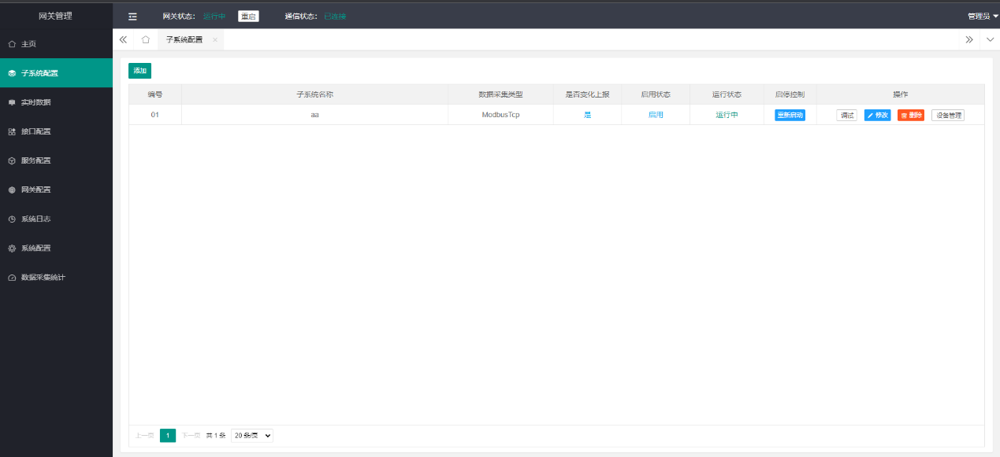 网关管理
网关状态： 运行中 重启 通信状态： 已连接 管理员
主页
子系统配置
实时数据
接口配置
服务配置
网关配置
系统日志
系统配置
数据采集统计
子系统配置
添加
编号 子系统名称 数据采集类型 是否变化上报 启用状态 运行状态 启停控制 操作
01 aa ModbusTcp 是 启用 运行中 重新启动 调试 修改 删除 设备管理
上一页 1 下一页 共 1 条 20 条/页